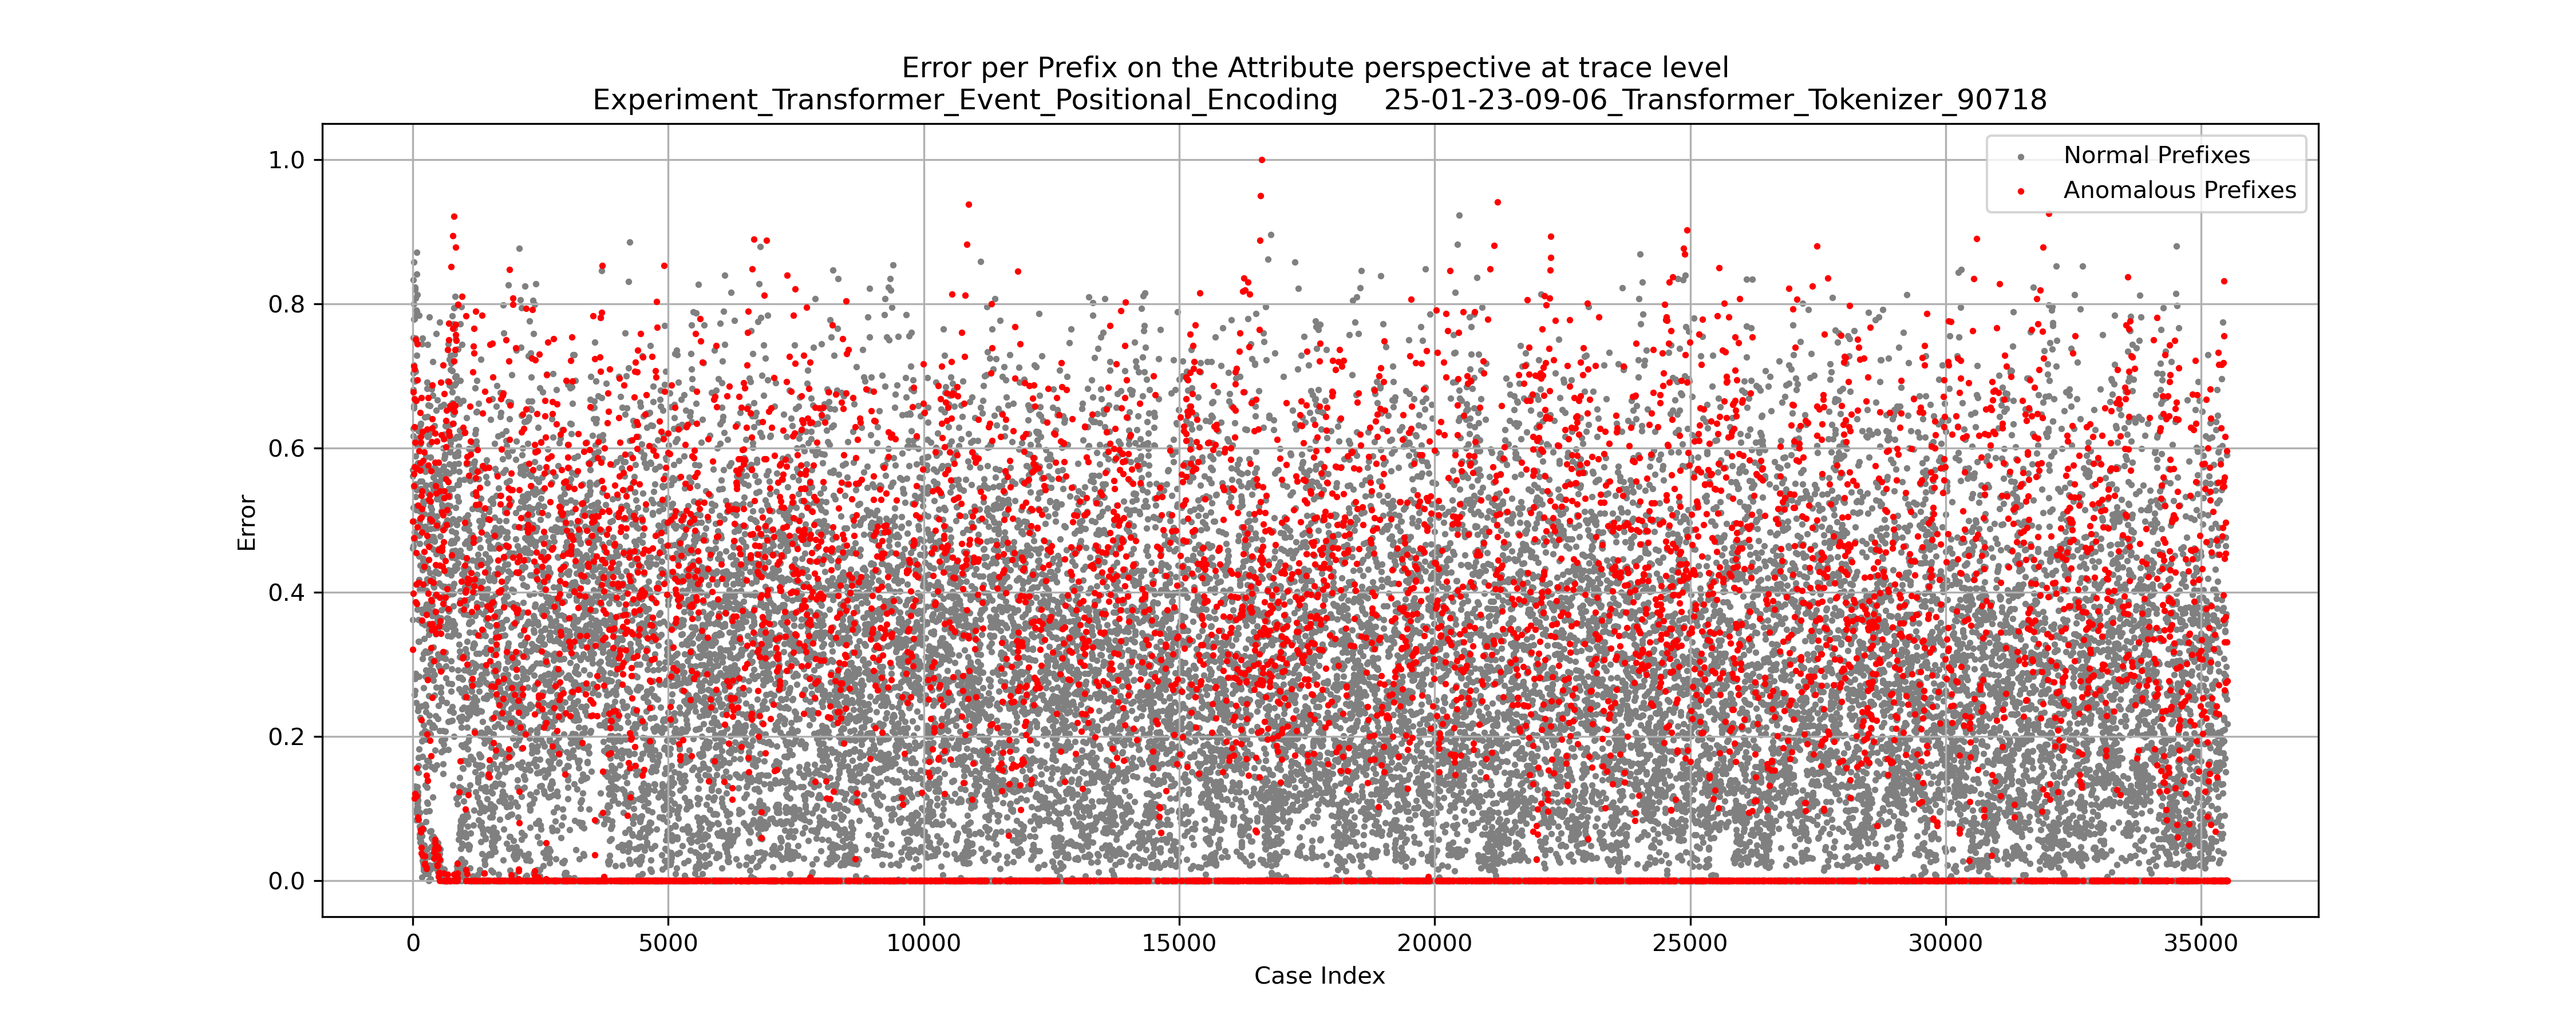 Error per Prefix on the Attribute perspective at trace level
Experiment_Transformer_Event_Positional_Encoding 25-01-23-09-06_Transformer_Tokenizer_90718
Normal Prefixes
Anomalous Prefixes
1.0
0.8
0.6
0.4
0.2
0.0
Error
0 5000 10000 15000 20000 25000 30000 35000
Case Index